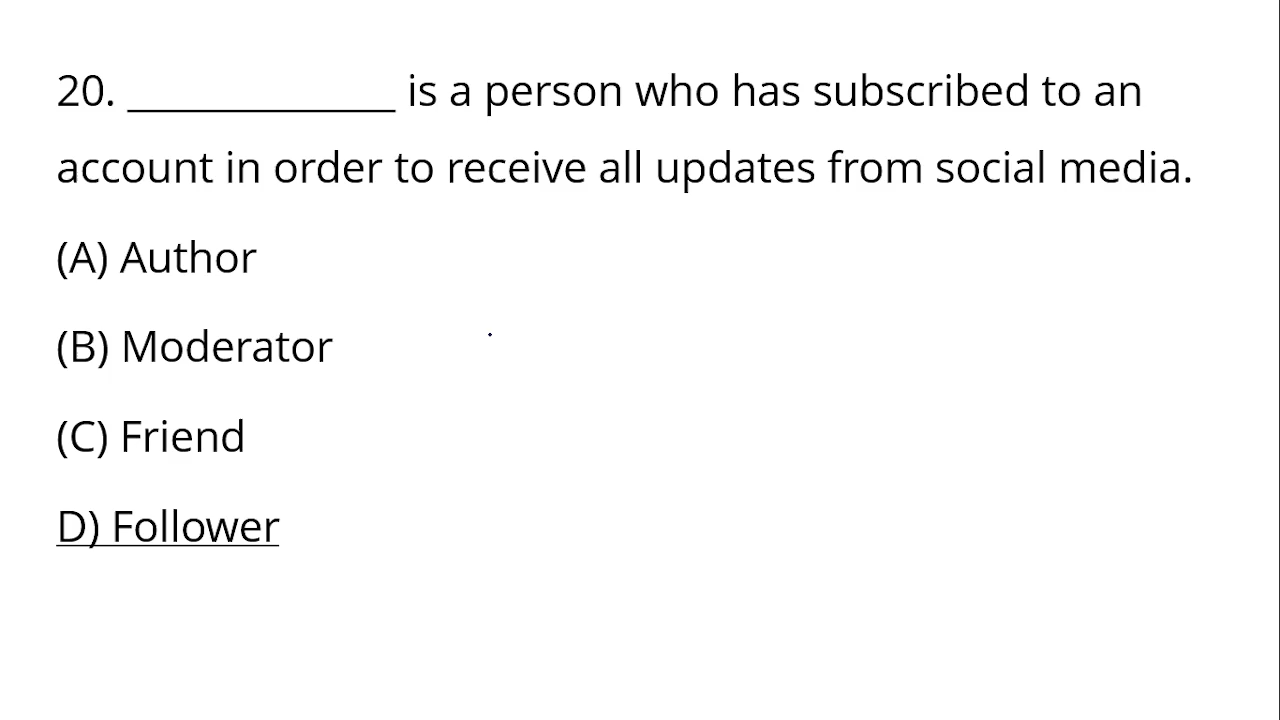 20. ______________ is a person who has subscribed to an
account in order to receive all updates from social media.
(A) Author
(B) Moderator
(C) Friend
D) Follower